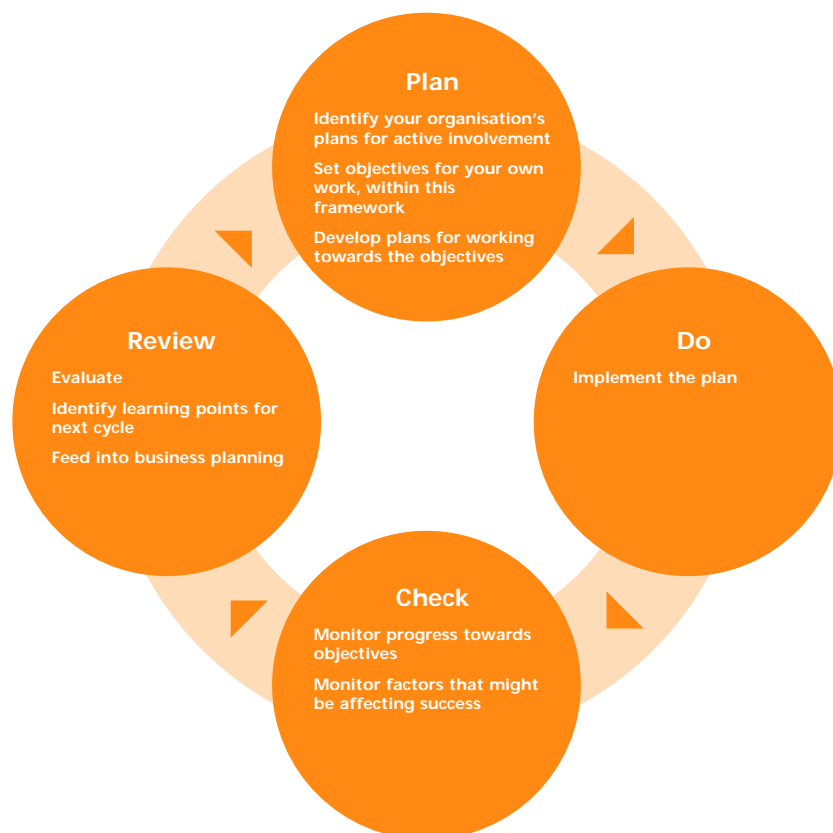 Plan
Identify your organisation's
plans for active involvement
Set objectives for your own
work, within this
framework
Develop plans for working
towards the objectives
Do
Implement the plan
Check
Monitor progress towards
objectives
Monitor factors that might
be affecting success
Review
Evaluate
Identify learning points for
next cycle
Feed into business planning